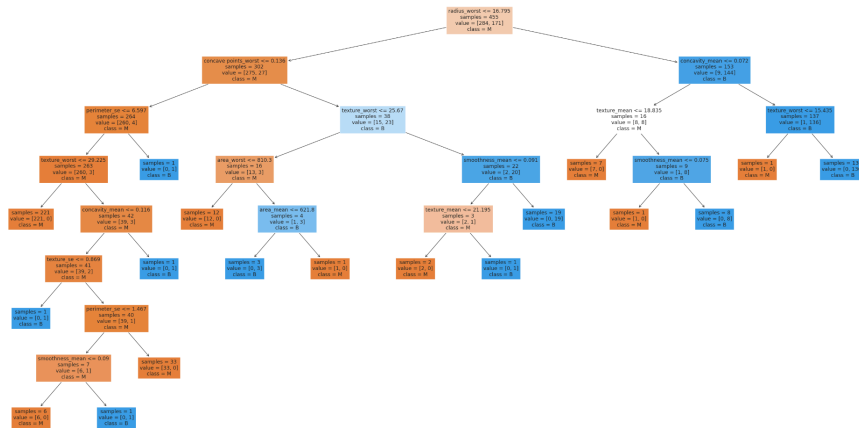 radius_worst <= 16.795
samples = 455
value = [284, 171]
class = M
concave points_worst <= 0.136
samples = 302
value = [275, 27]
class = M
concavity_mean <= 0.072
samples = 153
value = [9, 144]
class = B
perimeter_se <= 6.597
samples = 264
value = [260, 4]
class = M
texture_worst <= 25.67
samples = 38
value = [15, 23]
class = B
texture_mean <= 18.835
samples = 16
value = [8, 8]
class = M
texture_worst <= 15.435
samples = 137
value = [1, 136]
class = B
texture_worst <= 29.225
samples = 263
value = [260, 3]
class = M
samples = 1
value = [0, 1]
class = B
area_worst <= 810.3
samples = 16
value = [13, 3]
class = M
smoothness_mean <= 0.091
samples = 22
value = [2, 20]
class = B
samples = 7
value = [7, 0]
class = M
smoothness_mean <= 0.075
samples = 9
value = [1, 8]
class = B
samples = 1
value = [1, 0]
class = M
class = B
samples = 221
value = [221, 0]
class = M
concavity_mean <= 0.116
samples = 42
value = [39, 3]
class = M
samples = 12
value = [12, 0]
class = M
area_mean <= 621.8
samples = 4
value = [1, 3]
class = B
texture_mean <= 21.195
samples = 3
value = [2, 1]
class = M
samples = 19
value = [0, 19]
class = B
samples = 1
value = [1, 0]
class = M
samples = 8
value = [0, 8]
class = B
samples = 41
value = [39, 2]
class = M
samples = 1
value = [0, 1]
class = B
samples = 3
value = [0, 3]
class = B
samples = 1
value = [1, 0]
class = M
samples = 2
value = [2, 0]
class = M
samples = 1
value = [0, 1]
class = B
samples = 1
value = [0, 1]
class = B
perimeter_se <= 1.467
samples = 40
value = [39, 1]
class = M
smoothness_mean <= 0.09
samples = 7
value = [6, 1]
class = M
samples = 33
value = [33, 0]
class = M
samples = 6
value = [6, 0]
class = M
samples = 1
value = [0, 1]
class = B